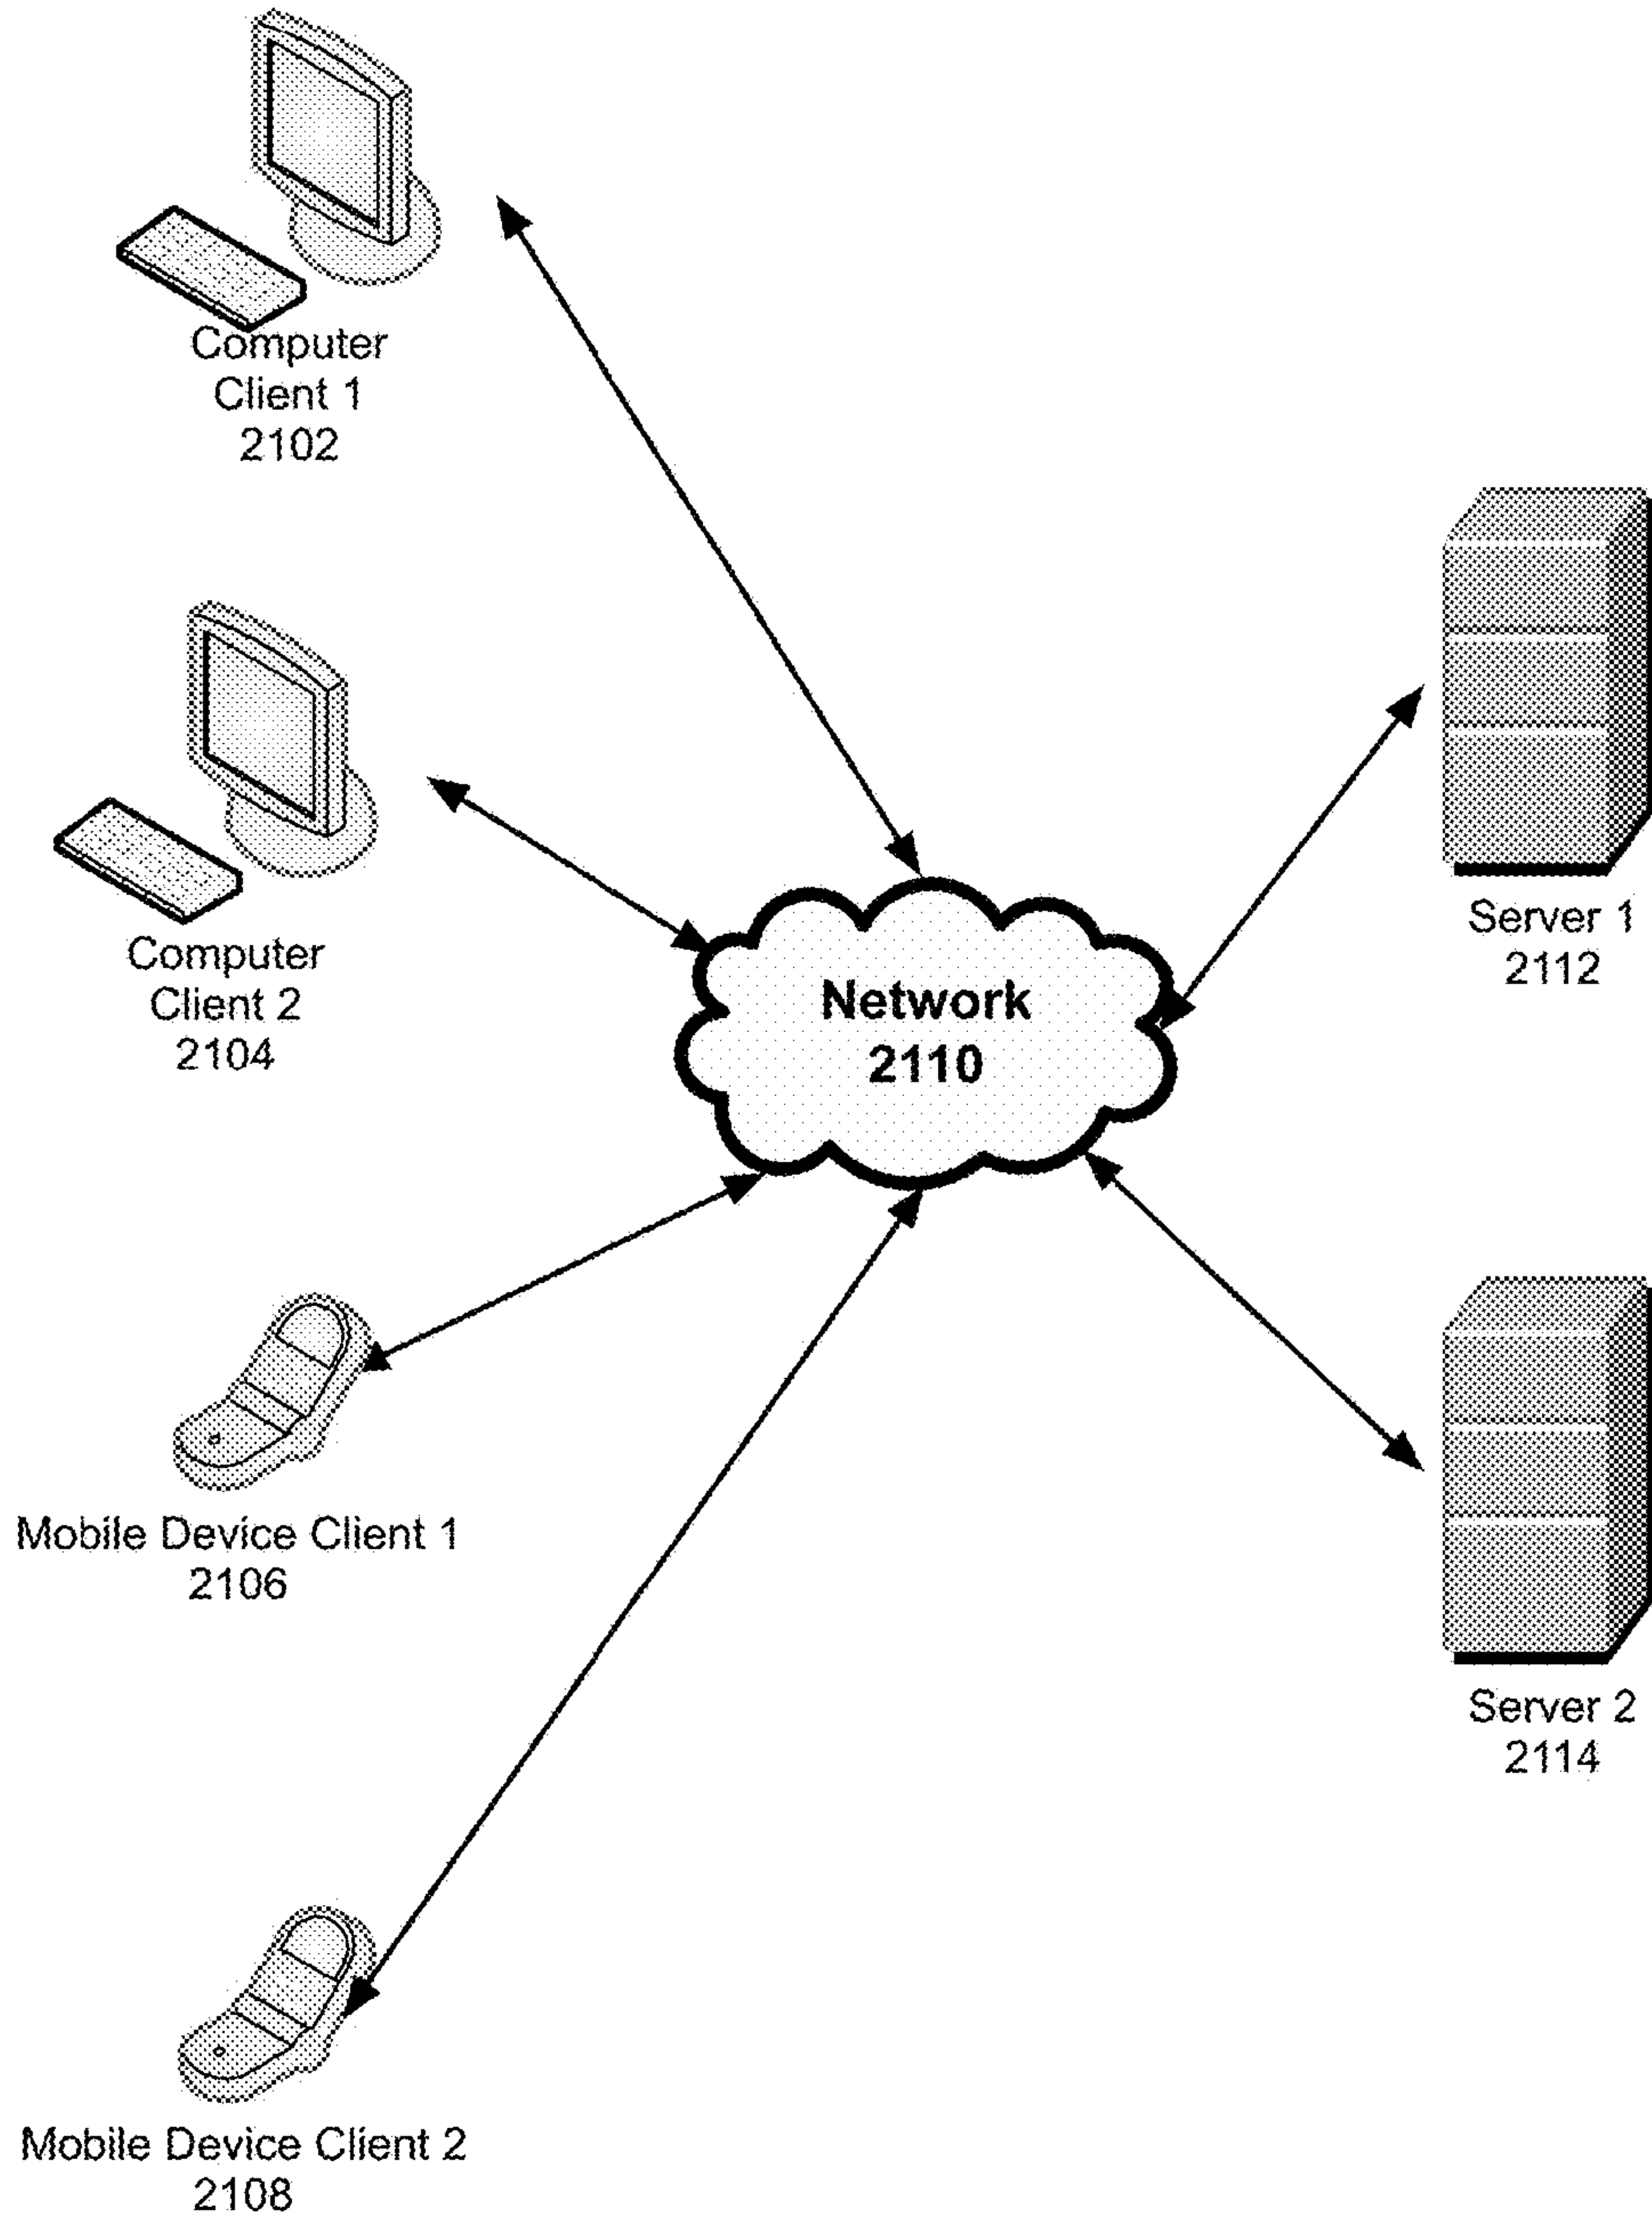 Computer
Client 1
2102
Computer
Client 2
2104
Network
2110
Server 1
2112
Mobile Device Client 1
2106
Server 2
2114
Mobile Device Client 2
2108